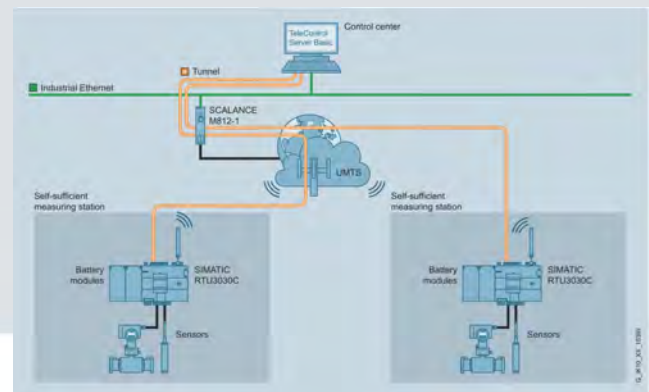 TeleControl
Server Basic
Control center
Tunnel
Industrial Ethernet
SCALANCE
M812-1
UMTS
Self-sufficient
measuring station
Self-sufficient
measuring station
Battery
modules
SIMATIC
RTU3030C
Battery
modules
SIMATIC
RTU3030C
Sensors
Sensors